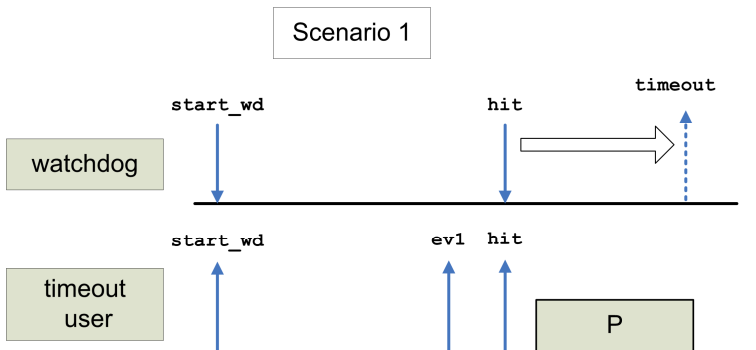 Scenario 1
timeout
start_wd hit
watchdog
start_wd ev1 hit
timeout
user
P